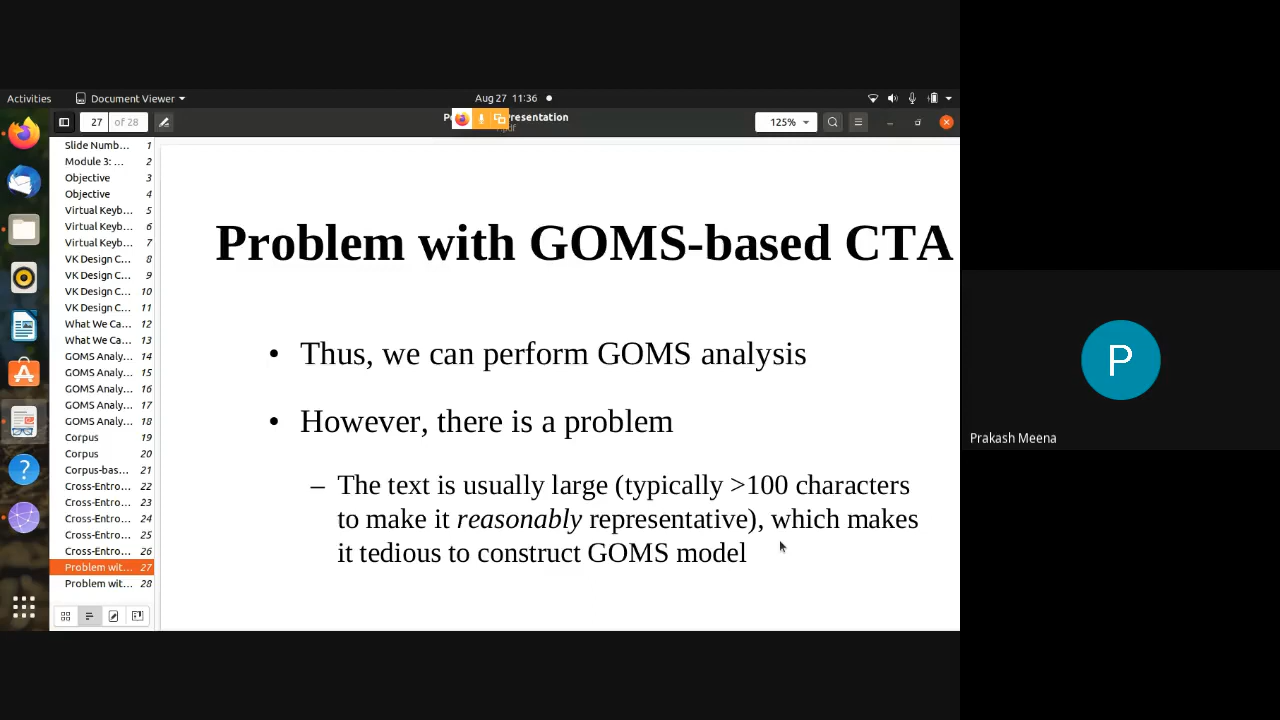 Activities
Document Viewer
Aug 27 11:36
27
of 28
125%
Slide Numb... 1
Module 3: ... 2
Objective 3
Objective 4
Virtual Keyb... 5
Virtual Keyb... 6
Virtual Keyb... 7
VK Design C... 8
VK Design C... 9
VK Design C... 10
VK Design C... 11
What We Ca... 12
What We Ca... 13
GOMS Analy... 14
GOMS Analy... 15
GOMS Analy... 16
GOMS Analy... 17
GOMS Analy... 18
Corpus 19
Corpus 20
Corpus-bas... 21
Cross-Entro... 22
Cross-Entro... 23
Cross-Entro... 24
Cross-Entro... 25
Cross-Entro... 26
Problem wit... 27
Problem wit... 28
Problem with GOMS-based CTA
• Thus, we can perform GOMS analysis
• However, there is a problem
– The text is usually large (typically >100 characters
to make it reasonably representative), which makes
it tedious to construct GOMS model
P
Prakash Meena